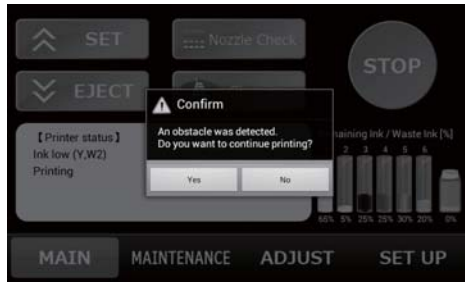 SET
Nozzle Check
STOP
EJECT
Confirm
An obstacle was detected.
Do you want to continue printing?
Yes
No
【Printer status】
Ink low (Y,W2)
Printing
Ink / Waste Ink [%]
2 3 4 5 6
65% 5% 25% 25% 30% 20% 0%
MAIN
MAINTENANCE
ADJUST
SET UP